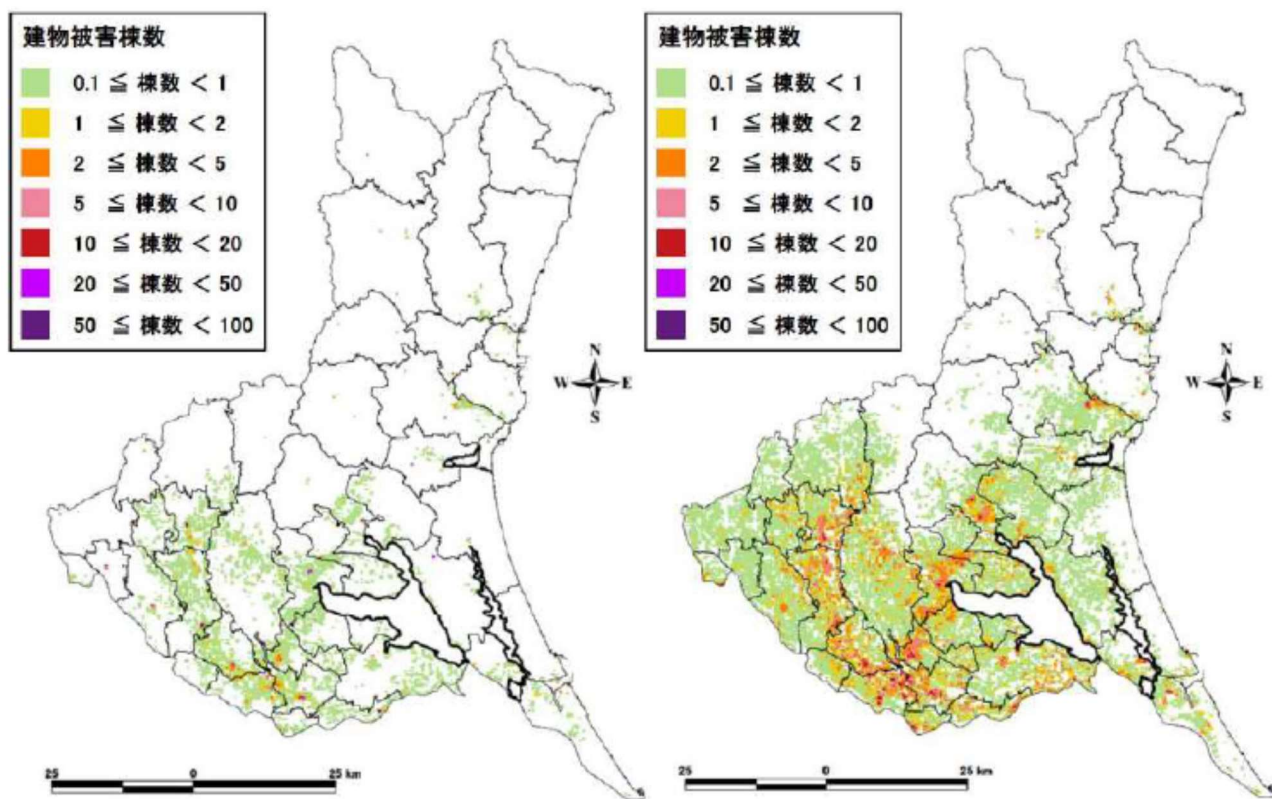 建物被害棟数
0.1 ≦ 棟数 < 1
1 ≦ 棟数 < 2
2 ≦ 棟数 < 5
5 ≦ 棟数 < 10
10 ≦ 棟数 < 20
20 ≦ 棟数 < 50
50 ≦ 棟数 < 100
N
W E
S
25 0 25 km
建物被害棟数
0.1 ≦ 棟数 < 1
1 ≦ 棟数 < 2
2 ≦ 棟数 < 5
5 ≦ 棟数 < 10
10 ≦ 棟数 < 20
20 ≦ 棟数 < 50
50 ≦ 棟数 < 100
N
W E
S
25 0 25 km